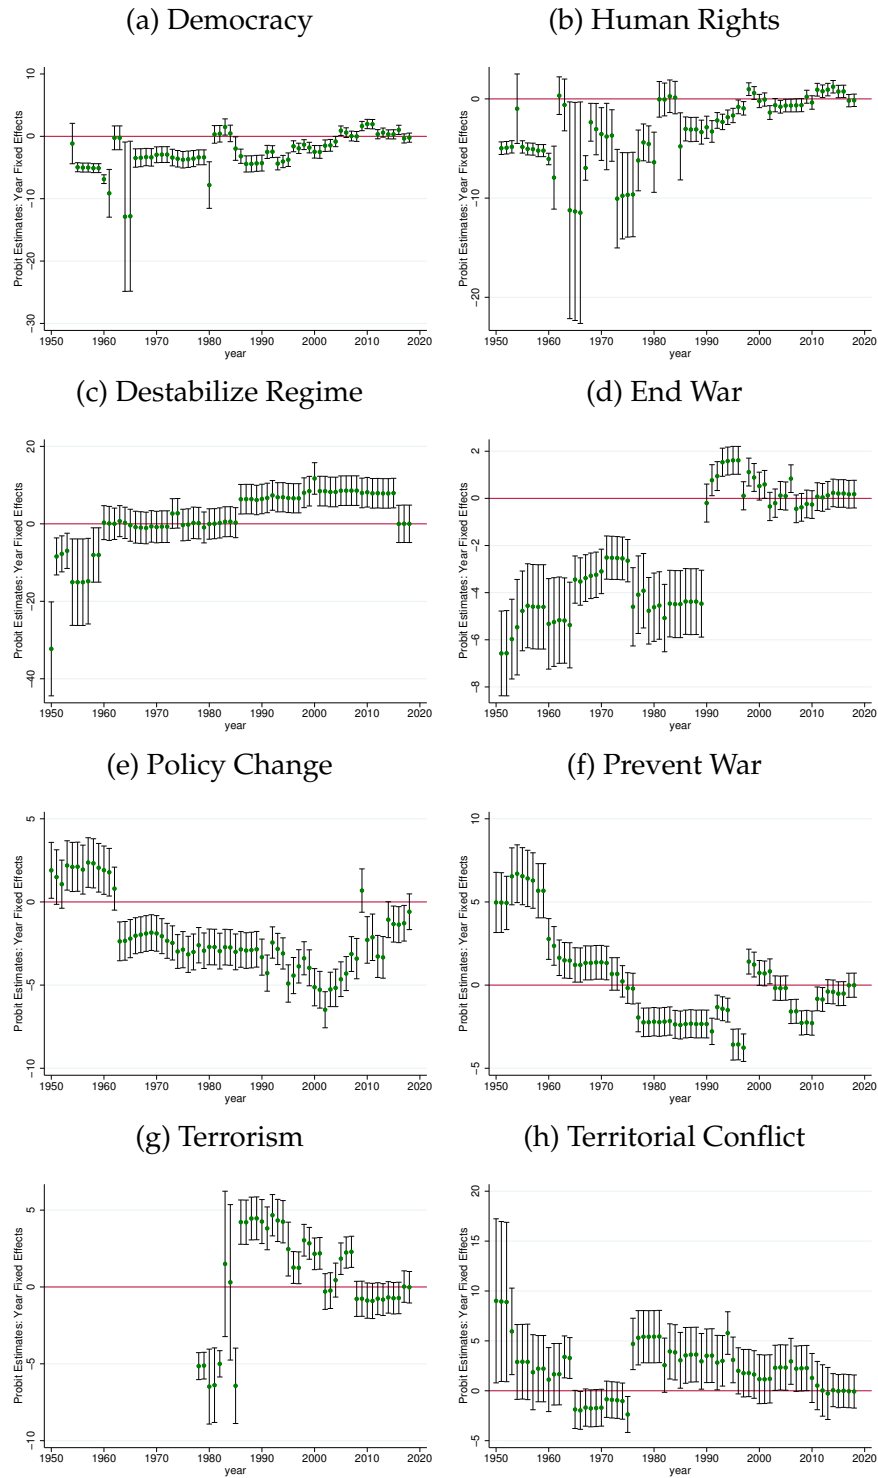 (a) Democracy
Probit Estimates: Year Fixed Effects
10
0
−10
−20
−30
1950 1960 1970 1980 1990 2000 2010 2020
year
(b) Human Rights
Probit Estimates: Year Fixed Effects
0
−10
−20
1950 1960 1970 1980 1990 2000 2010 2020
year
(c) Destabilize Regime
Probit Estimates: Year Fixed Effects
20
0
−20
−40
1950 1960 1970 1980 1990 2000 2010 2020
year
(d) End War
Probit Estimates: Year Fixed Effects
2
0
−2
−4
−6
−8
1950 1960 1970 1980 1990 2000 2010 2020
year
(e) Policy Change
Probit Estimates: Year Fixed Effects
5
0
−5
−10
1950 1960 1970 1980 1990 2000 2010 2020
year
(f) Prevent War
Probit Estimates: Year Fixed Effects
10
5
0
−5
1950 1960 1970 1980 1990 2000 2010 2020
year
(g) Terrorism
Probit Estimates: Year Fixed Effects
5
0
−5
−10
1950 1960 1970 1980 1990 2000 2010 2020
year
(h) Territorial Conflict
Probit Estimates: Year Fixed Effects
20
15
10
5
0
−5
1950 1960 1970 1980 1990 2000 2010 2020
year